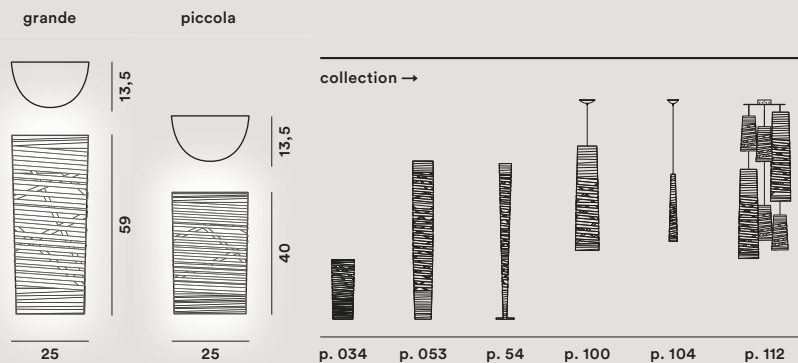 grande
piccola
13,5
59
25
13,5
40
25
collection →
p. 034
p. 053
p. 54
p. 100
p. 104
p. 112